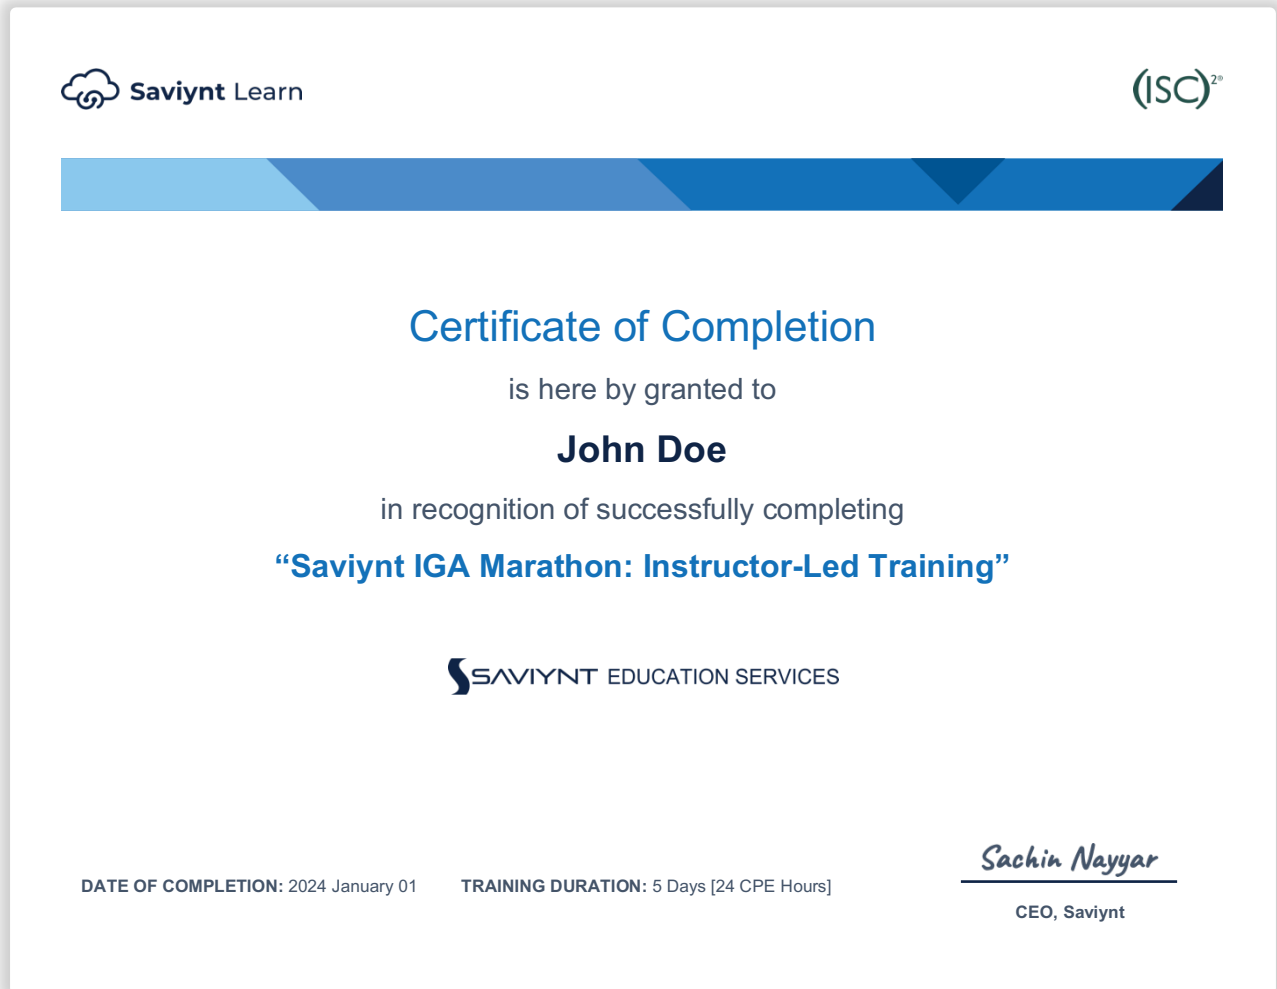 Saviynt Learn
(ISC)²®
Certificate of Completion
is here by granted to
John Doe
in recognition of successfully completing
“Saviynt IGA Marathon: Instructor-Led Training”
SAVIYNT EDUCATION SERVICES
Sachin Nayyar
DATE OF COMPLETION: 2024 January 01 TRAINING DURATION: 5 Days [24 CPE Hours]
CEO, Saviynt